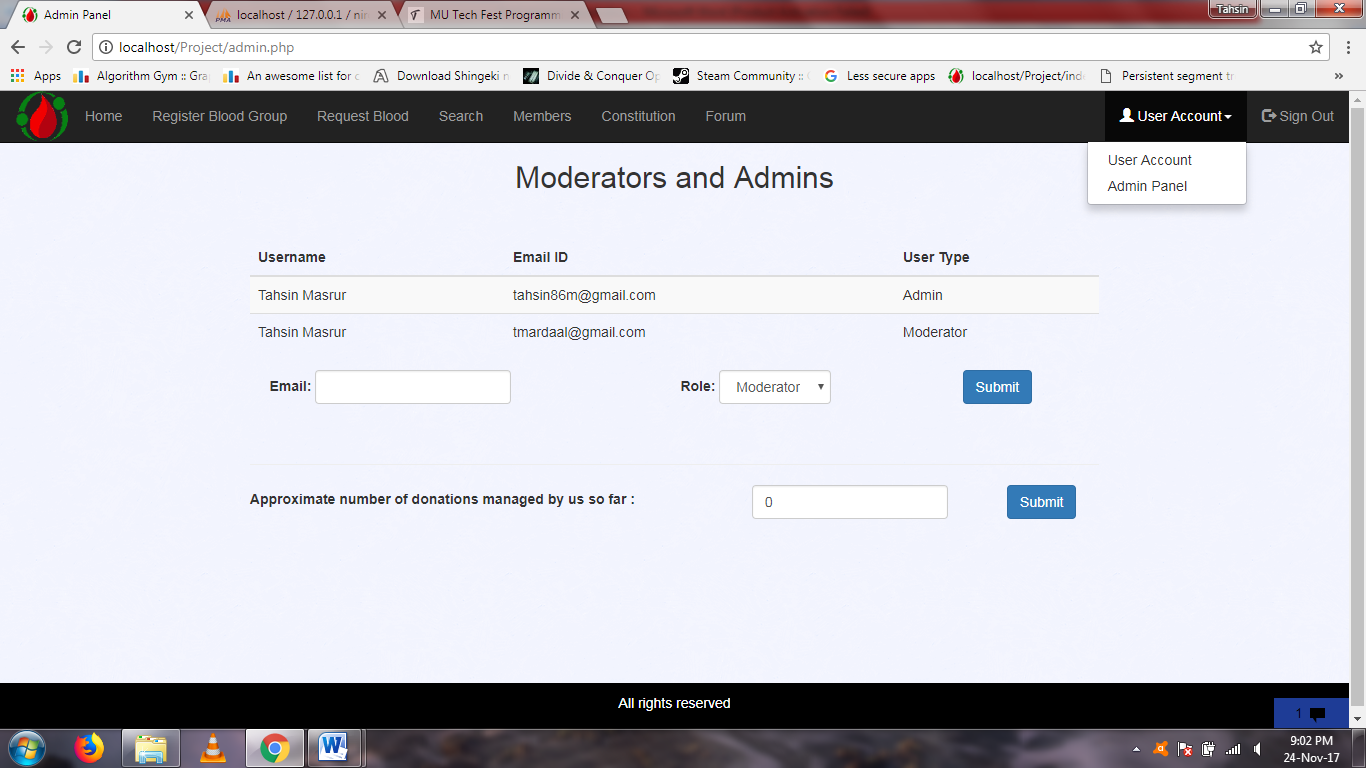 Admin Panel
localhost / 127.0.0.1 / nin
MU Tech Fest Programm
Tahsin
localhost/Project/admin.php
Apps
Algorithm Gym :: Gra
An awesome list for c
Download Shingeki n
Divide & Conquer Op
Steam Community ::
Less secure apps
localhost/Project/ind
Persistent segment tr
»
Home Register Blood Group Request Blood Search Members Constitution Forum User Account Sign Out
User Account
Admin Panel
Moderators and Admins
Username Email ID User Type
Tahsin Masrur tahsin86m@gmail.com Admin
Tahsin Masrur tmardaal@gmail.com Moderator
Email: Role: Moderator Submit
Approximate number of donations managed by us so far : 0 Submit
All rights reserved
1
9:02 PM
24-Nov-17